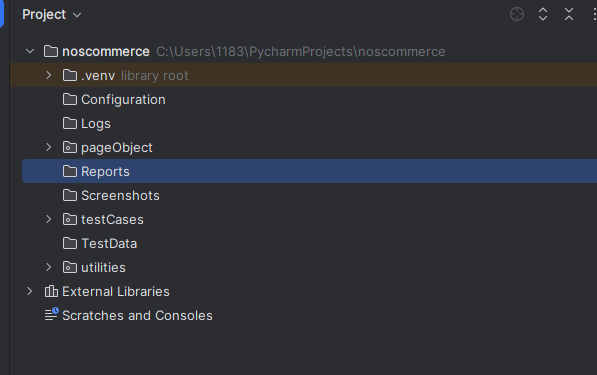 Project
noscommerce C:\Users\1183\PycharmProjects\noscommerce
.venv library root
Configuration
Logs
pageObject
Reports
Screenshots
testCases
TestData
utilities
External Libraries
Scratches and Consoles